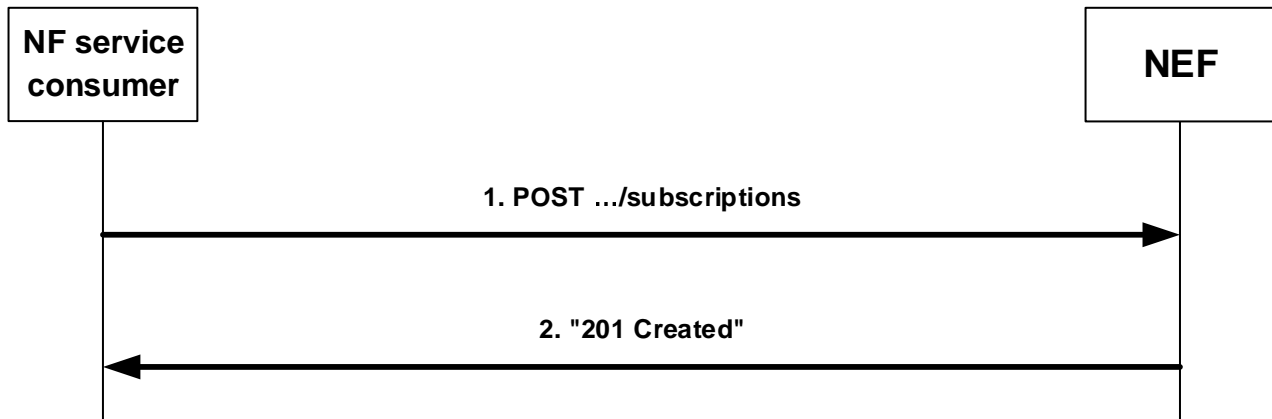 NF service
consumer
NEF
1. POST .../subscriptions
2. "201 Created"